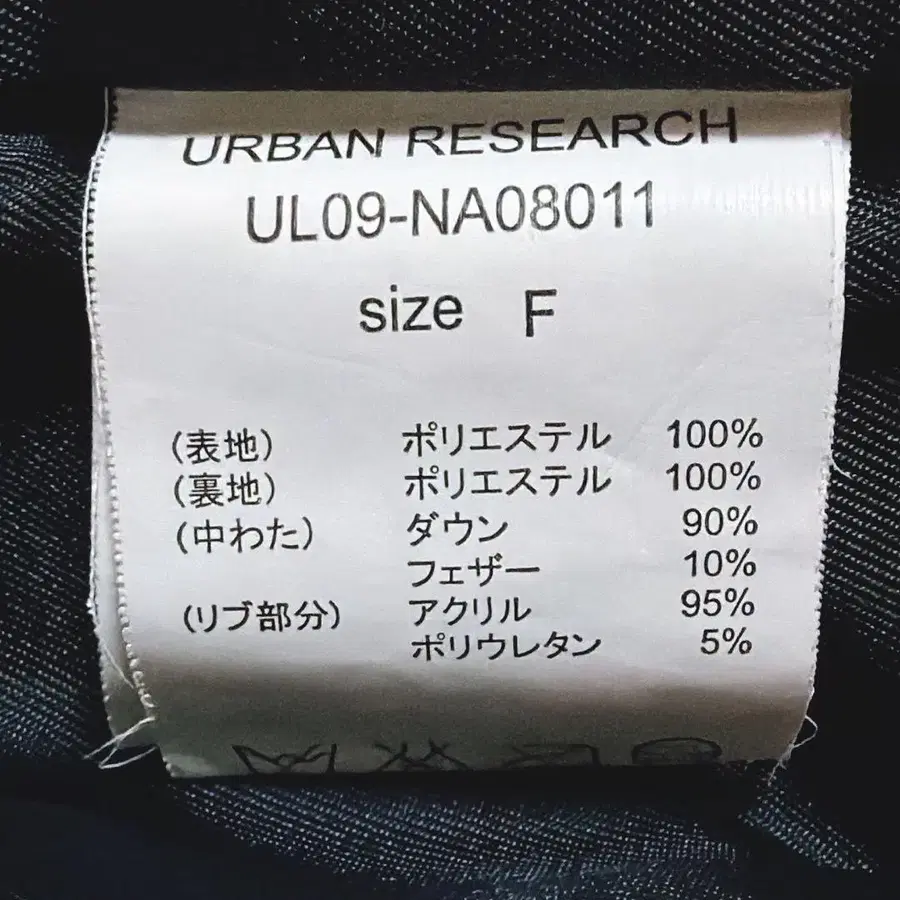 URBAN RESEARCH
UL09-NA08011
size F
(表地) ポリエステル 100%
(裏地) ポリエステル 100%
(中わた) ダウン 90%
フェザー 10%
(リブ部分) アクリル 95%
ポリウレタン 5%